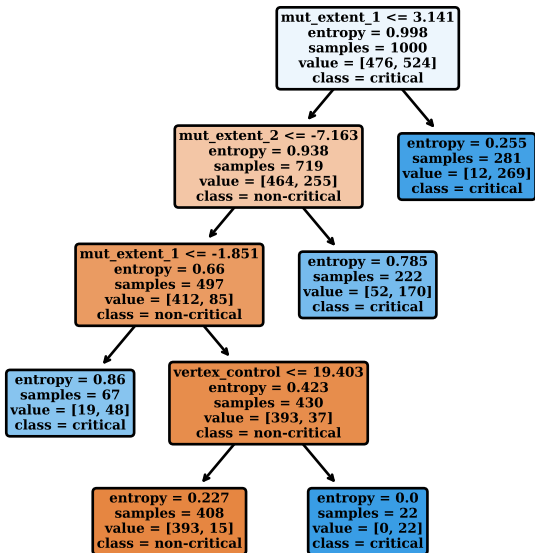 mut_extent_1 <= 3.141
entropy = 0.998
samples = 1000
value = [476, 524]
class = critical
mut_extent_2 <= -7.163
entropy = 0.938
samples = 719
value = [464, 255]
class = non-critical
entropy = 0.255
samples = 281
value = [12, 269]
class = critical
mut_extent_1 <= -1.851
entropy = 0.66
samples = 497
value = [412, 85]
class = non-critical
entropy = 0.785
samples = 222
value = [52, 170]
class = critical
entropy = 0.86
samples = 67
value = [19, 48]
class = critical
vertex_control <= 19.403
entropy = 0.423
samples = 430
value = [393, 37]
class = non-critical
entropy = 0.227
samples = 408
value = [393, 15]
class = non-critical
entropy = 0.0
samples = 22
value = [0, 22]
class = critical